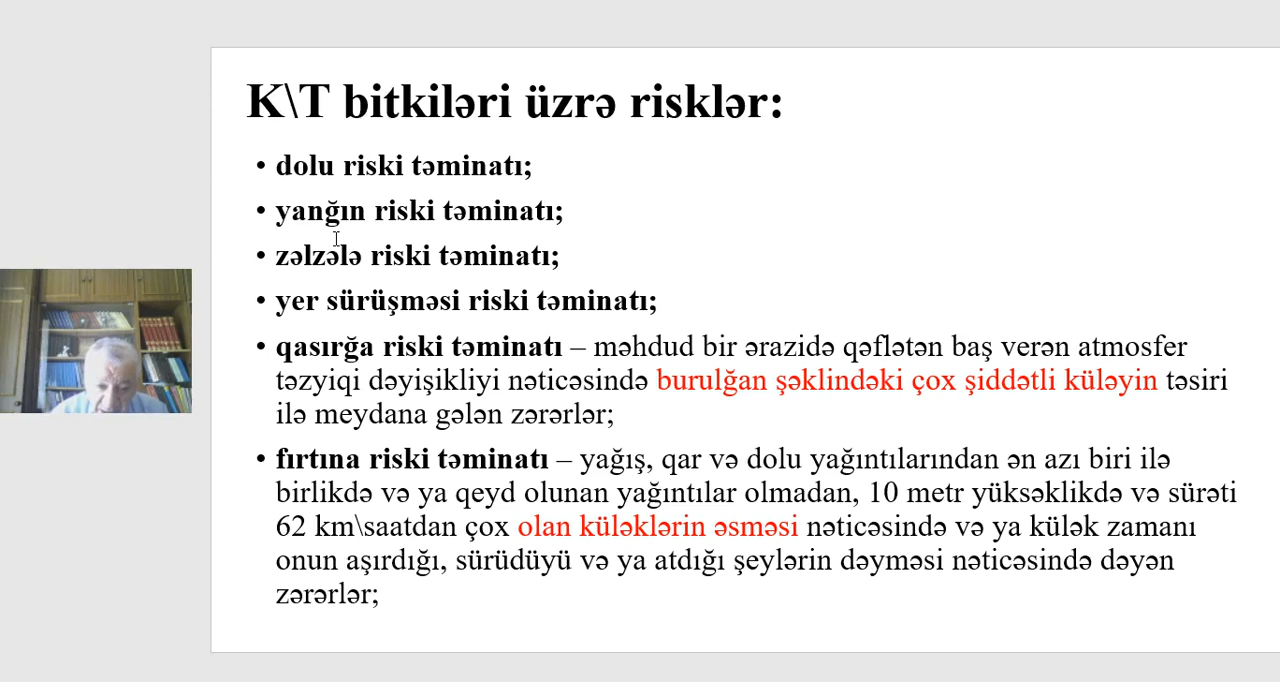 K\T bitkiləri üzrə risklər:
• dolu riski təminatı;
• yanğın riski təminatı;
• zəlzələ riski təminatı;
• yer sürüşməsi riski təminatı;
• qasırğa riski təminatı – məhdud bir ərazidə qəflətən baş verən atmosfer
təzyiqi dəyişikliyi nəticəsində burulğan şəklindəki çox şiddətli küləyin təsiri
ilə meydana gələn zərərlər;
• fırtına riski təminatı – yağış, qar və dolu yağıntılarından ən azı biri ilə
birlikdə və ya qeyd olunan yağıntılar olmadan, 10 metr yüksəklikdə və sürəti
62 km\saatdan çox olan küləklərin əsməsi nəticəsində və ya külək zamanı
onun aşırdığı, sürüdüyü və ya atdığı şeylərin dəyməsi nəticəsində dəyən
zərərlər;